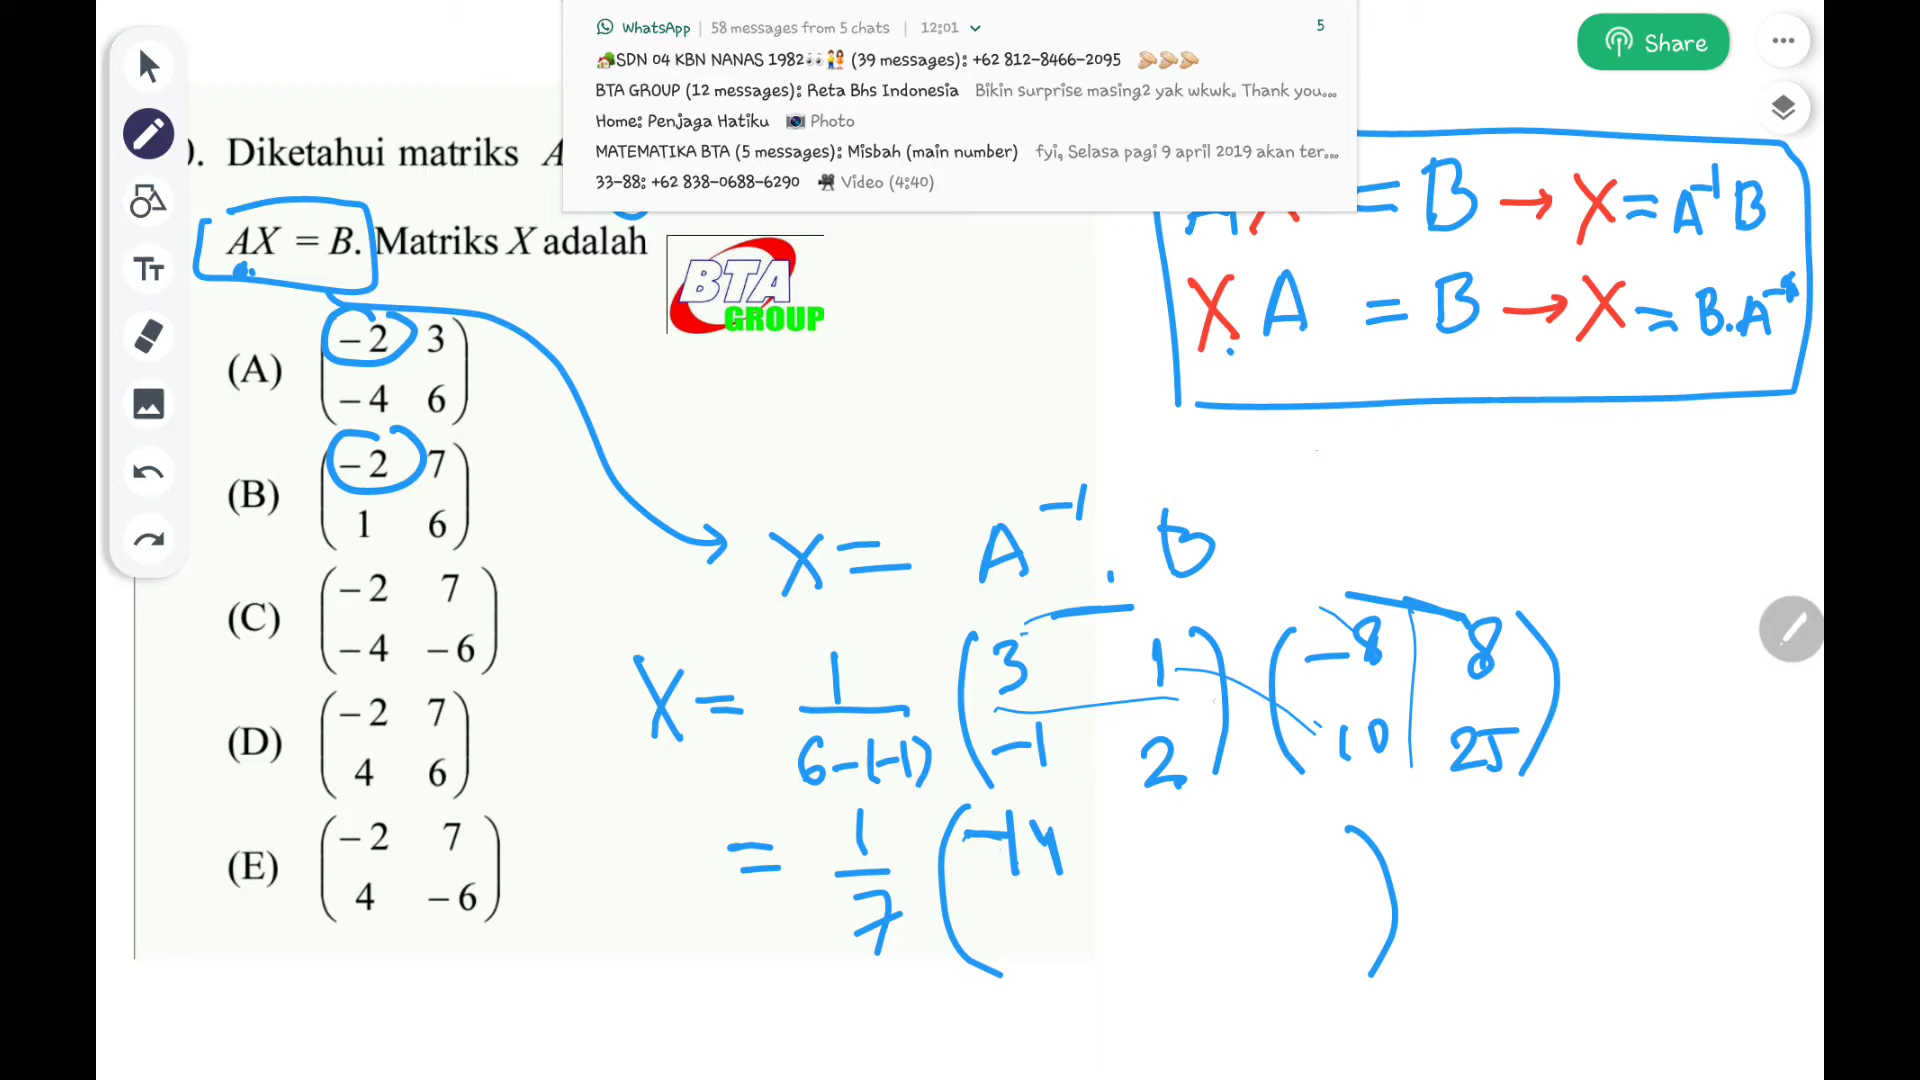 WhatsApp | 58 messages from 5 chats | 12:01 5
🏡SDN 04 KBN NANAS 1982👀👫 (39 messages): +62 812-8466-2095
BTA GROUP (12 messages): Reta Bhs Indonesia Bikin surprise masing2 yak wkwk. Thank you...
Home: Penjaga Hatiku 📷 Photo
MATEMATIKA BTA (5 messages): Misbah (main number) fyi, Selasa pagi 9 april 2019 akan ter...
33-88: +62 838-0688-6290 🎥 Video (4:40)
Share
Tт
). Diketahui matriks A
AX = B. Matriks X adalah
BTA
GROUP
(A) (-2 3
-4 6)
(B) (-2 7
1 6)
(C) (-2 7
-4 -6)
(D) (-2 7
4 6)
(E) (-2 7
4 -6)
AX = B → X = A⁻¹ B
X A = B → X = B.A⁻¹
X = A⁻¹ . B
X = 1/(6-(-1)) (3 1
-1 2) (-8 8
10 25)
= 1/7 (-14 )